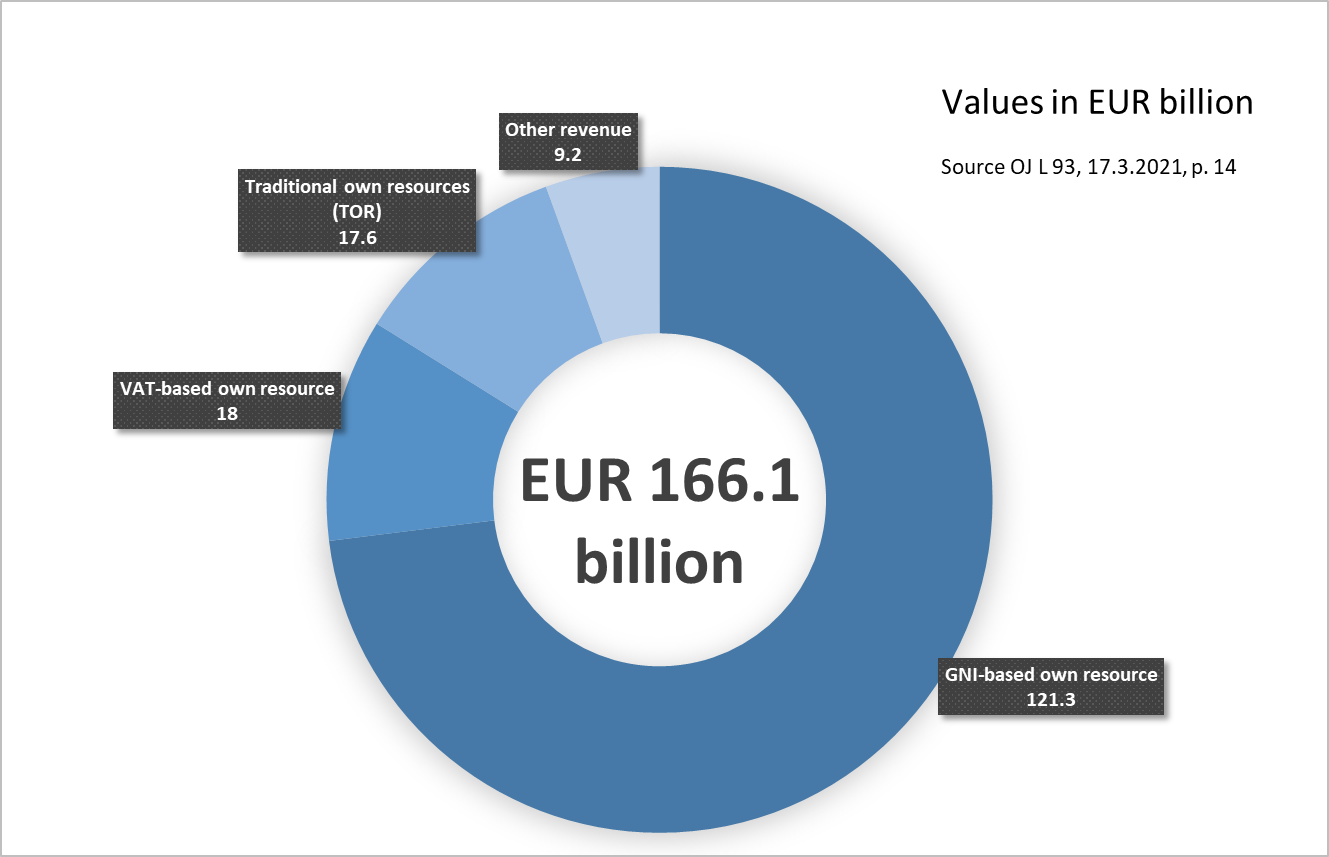 Values in EUR billion
Source OJ L 93, 17.3.2021, p. 14
Other revenue
9.2
Traditional own resources
(TOR)
17.6
VAT-based own resource
18
EUR 166.1
billion
GNI-based own resource
121.3